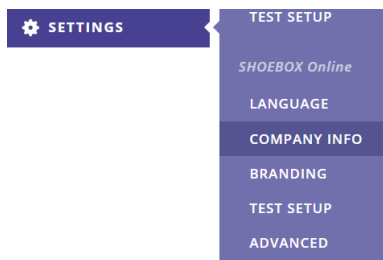 SETTINGS
TEST SETUP
SHOEBOX Online
LANGUAGE
COMPANY INFO
BRANDING
TEST SETUP
ADVANCED